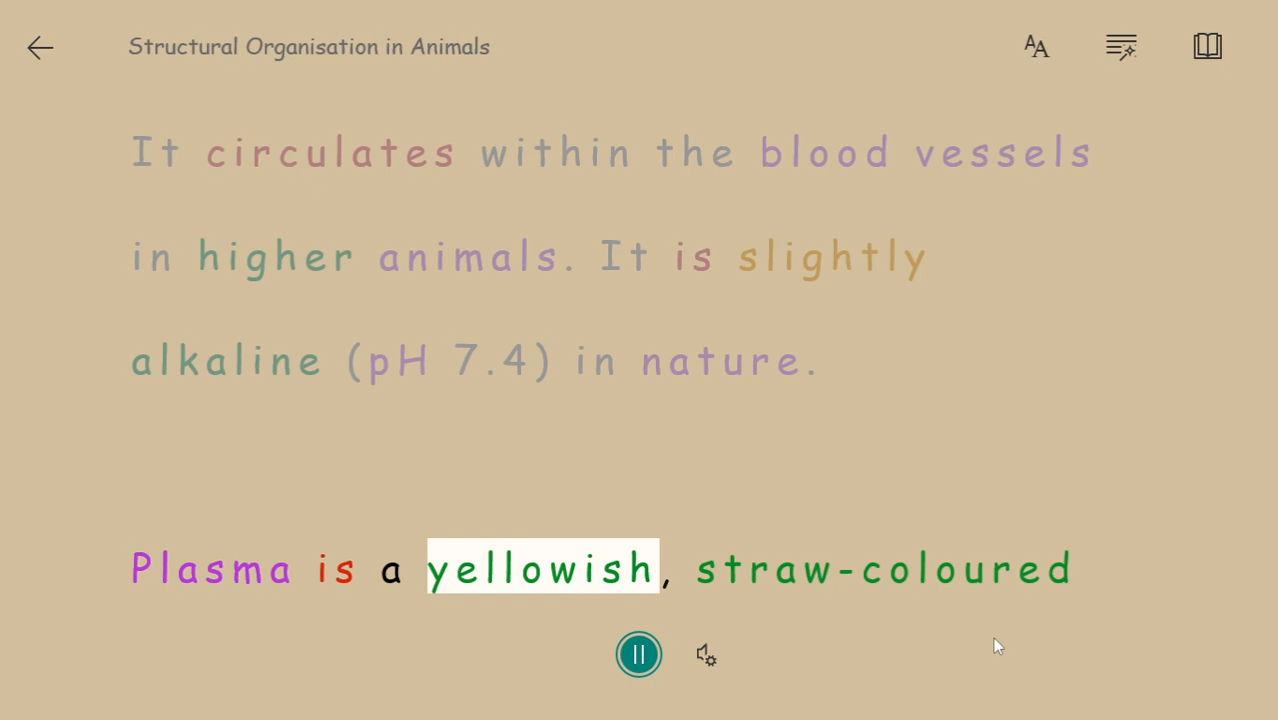 Structural Organisation in Animals
It circulates within the blood vessels
in higher animals. It is slightly
alkaline (pH 7.4) in nature.
Plasma is a yellowish, straw-coloured